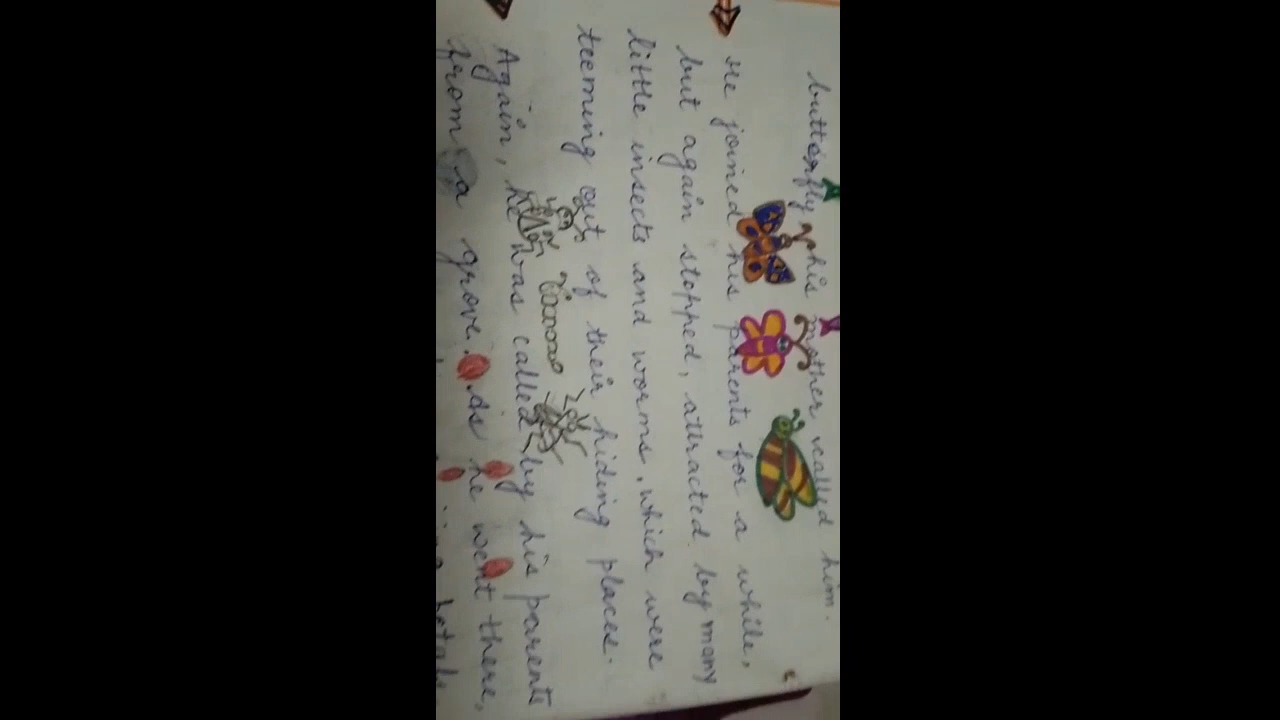 butterfly, his mother called him.
He joined his parents for a while,
but again stopped, attracted by many
little insects and worms, which were
teeming out of their hiding places.
Again, he was called by his parents
from a grove. As he went there,
petals,